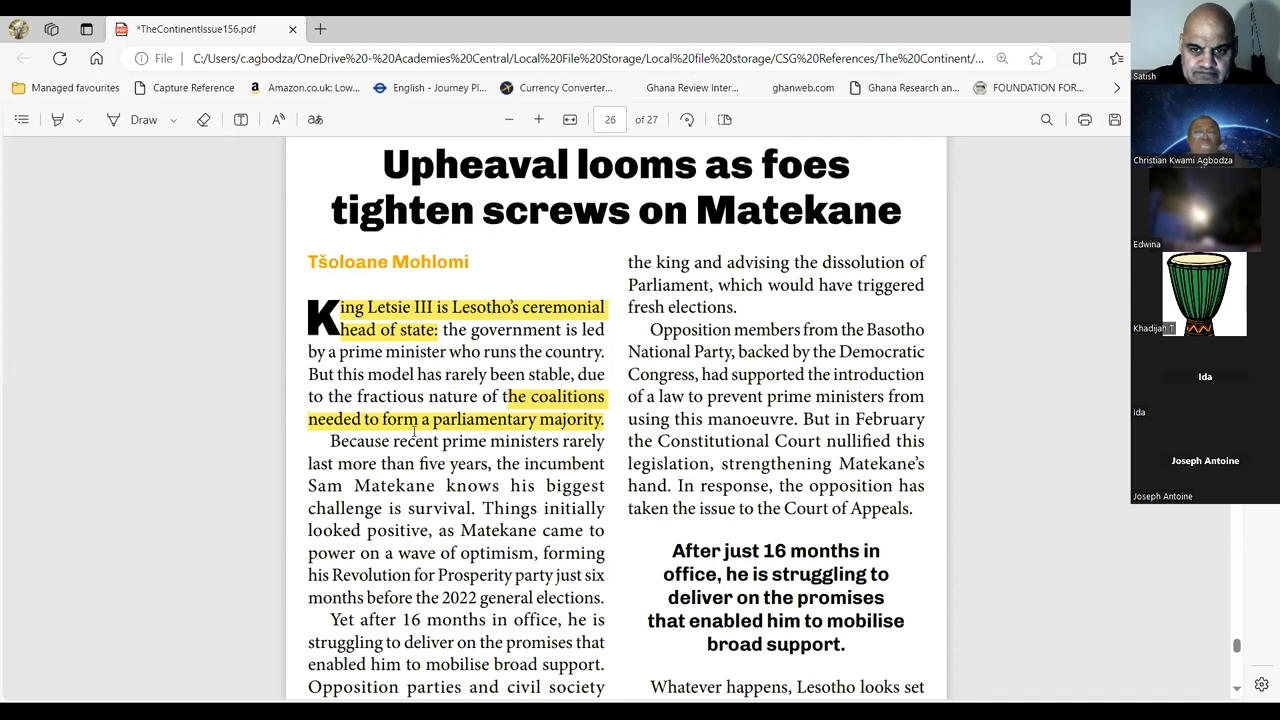 *TheContinentIssue156.pdf
File
C:/Users/c.agbodza/OneDrive%20-%20Academies%20Central/Local%20File%20Storage/Local%20file%20storage/CSG%20References/The%20Continent/...
Managed favourites
Capture Reference
Amazon.co.uk: Low...
English - Journey Pl...
Currency Converter...
Ghana Review Inter...
ghanweb.com
Ghana Research an...
FOUNDATION FOR...
Draw
26
of 27
Upheaval looms as foes
tighten screws on Matekane
Tšoloane Mohlomi
King Letsie III is Lesotho’s ceremonial
head of state: the government is led
by a prime minister who runs the country.
But this model has rarely been stable, due
to the fractious nature of the coalitions
needed to form a parliamentary majority.
Because recent prime ministers rarely
last more than five years, the incumbent
Sam Matekane knows his biggest
challenge is survival. Things initially
looked positive, as Matekane came to
power on a wave of optimism, forming
his Revolution for Prosperity party just six
months before the 2022 general elections.
Yet after 16 months in office, he is
struggling to deliver on the promises that
enabled him to mobilise broad support.
Opposition parties and civil society
the king and advising the dissolution of
Parliament, which would have triggered
fresh elections.
Opposition members from the Basotho
National Party, backed by the Democratic
Congress, had supported the introduction
of a law to prevent prime ministers from
using this manoeuvre. But in February
the Constitutional Court nullified this
legislation, strengthening Matekane’s
hand. In response, the opposition has
taken the issue to the Court of Appeals.
After just 16 months in
office, he is struggling to
deliver on the promises
that enabled him to mobilise
broad support.
Whatever happens, Lesotho looks set
Satish
Christian Kwami Agbodza
Edwina
Khadijah T
Ida
Ida
Joseph Antoine
Joseph Antoine